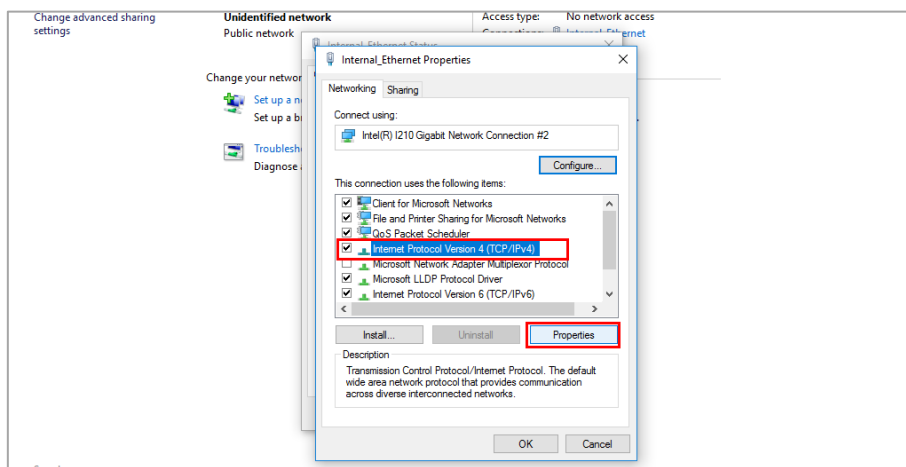 Change advanced sharing
settings
Unidentified network
Public network
Access type: No network access
Connections: Internal_Ethernet
Internal_Ethernet Status
Change your networ
Set up a n
Set up a b
Troublesh
Diagnose
Internal_Ethernet Properties
Networking Sharing
Connect using:
Intel(R) I210 Gigabit Network Connection #2
Configure...
This connection uses the following items:
Client for Microsoft Networks
File and Printer Sharing for Microsoft Networks
QoS Packet Scheduler
Internet Protocol Version 4 (TCP/IPv4)
Microsoft Network Adapter Multiplexor Protocol
Microsoft LLDP Protocol Driver
Internet Protocol Version 6 (TCP/IPv6)
Install... Uninstall Properties
Description
Transmission Control Protocol/Internet Protocol. The default
wide area network protocol that provides communication
across diverse interconnected networks.
OK Cancel